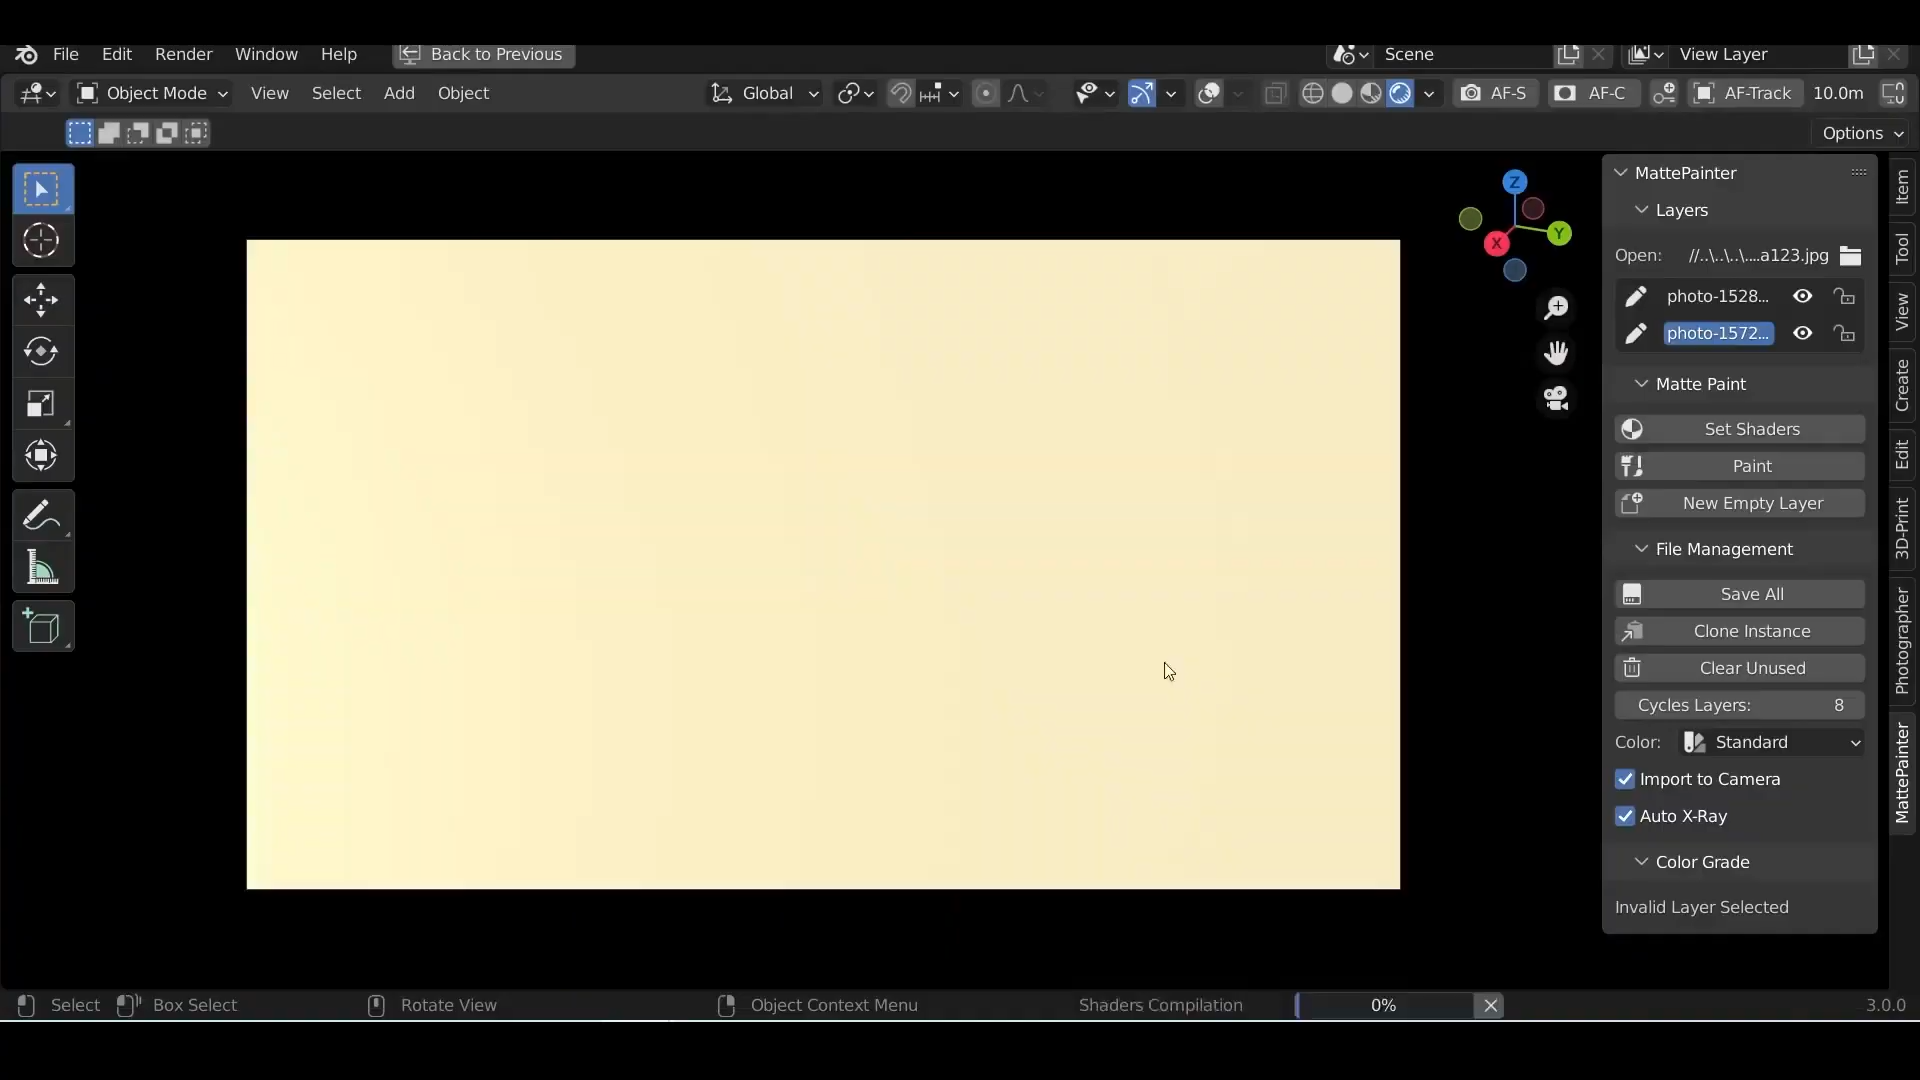 File Edit Render Window Help Back to Previous Scene View Layer
Object Mode View Select Add Object Global AF-S AF-C AF-Track 10.0m
Options
Z
Y
X
MattePainter
Layers
Open: //..\..\..\....a123.jpg
photo-1528...
photo-1572...
Matte Paint
Set Shaders
Paint
New Empty Layer
File Management
Save All
Clone Instance
Clear Unused
Cycles Layers: 8
Color: Standard
Import to Camera
Auto X-Ray
Color Grade
Invalid Layer Selected
Item
Tool
View
Create
Edit
3D-Print
Photographer
MattePainter
Select Box Select Rotate View Object Context Menu Shaders Compilation 0% 3.0.0